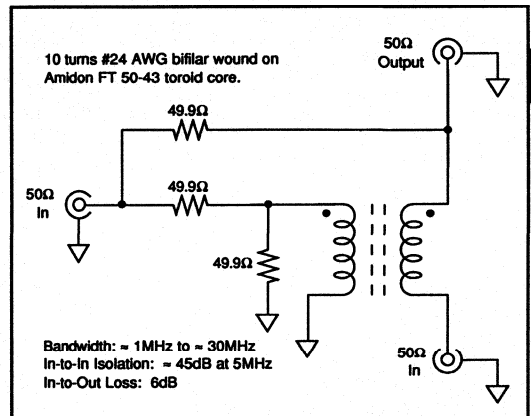 10 turns #24 AWG bifilar wound on
Amidon FT 50-43 toroid core.
50Ω
Output
49.9Ω
49.9Ω
50Ω
In
49.9Ω
50Ω
In
Bandwidth: ≈ 1MHz to ≈ 30MHz
In-to-In Isolation: ≈ 45dB at 5MHz
In-to-Out Loss: 6dB